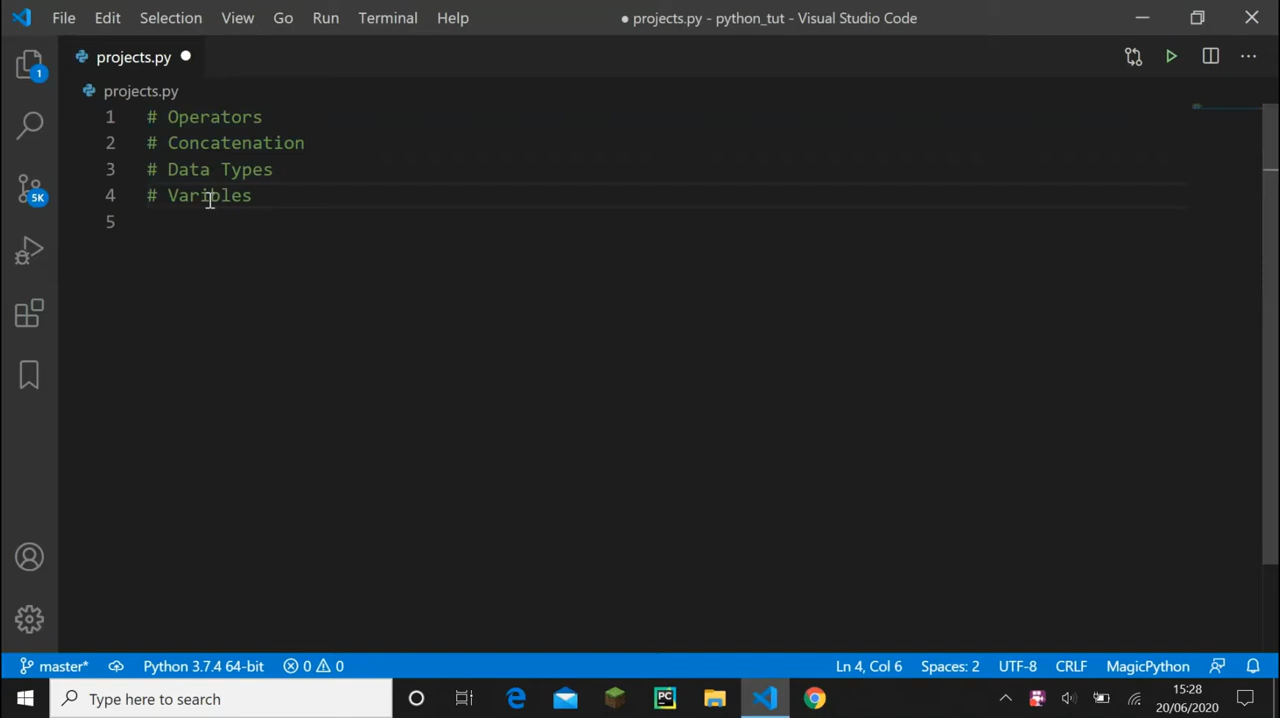 File Edit Selection View Go Run Terminal Help ● projects.py - python_tut - Visual Studio Code
projects.py
projects.py
1 # Operators
2 # Concatenation
3 # Data Types
4 # Varibles
5
1
5K
master* Python 3.7.4 64-bit 0 0 Ln 4, Col 6 Spaces: 2 UTF-8 CRLF MagicPython
Type here to search
PC
15:28
20/06/2020